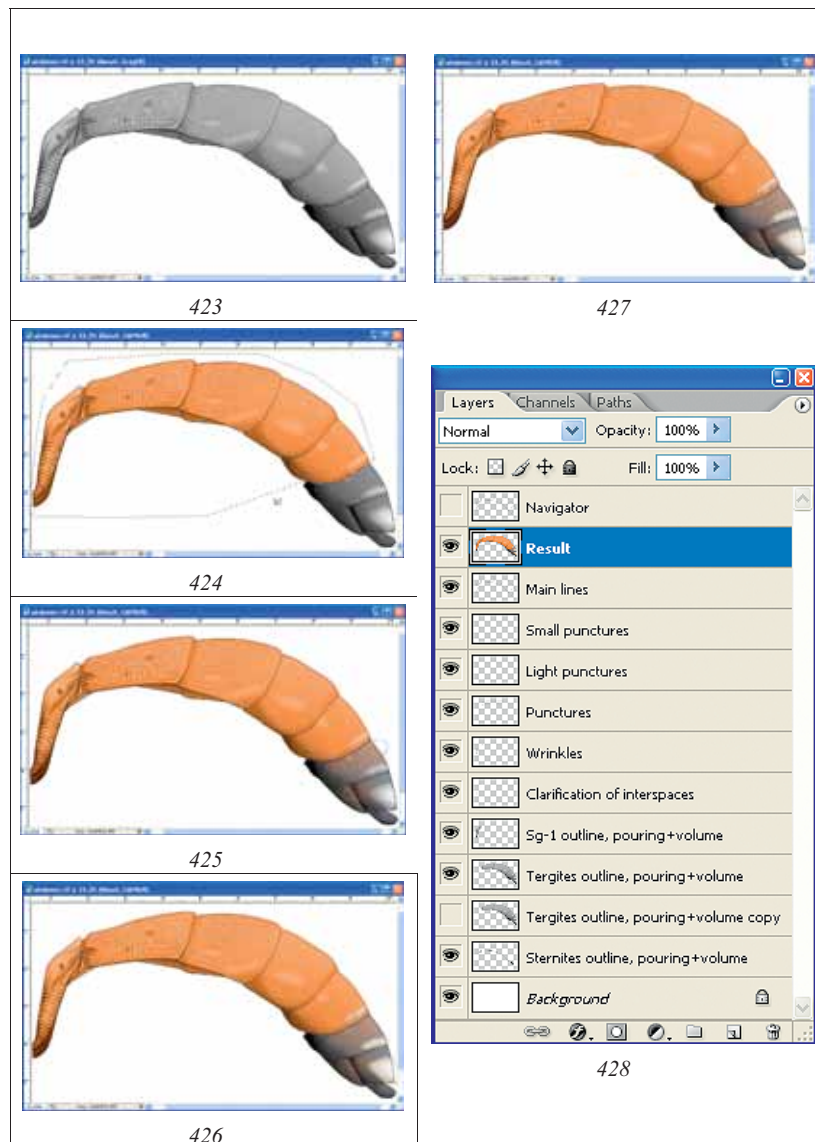 423
427
424
425
426
Layers Channels Paths
Normal Opacity: 100%
Lock: Fill: 100%
Navigator
Result
Main lines
Small punctures
Light punctures
Punctures
Wrinkles
Clarification of interspaces
Sg-1 outline, pouring+volume
Tergites outline, pouring+volume
Tergites outline, pouring+volume copy
Sternites outline, pouring+volume
Background
428